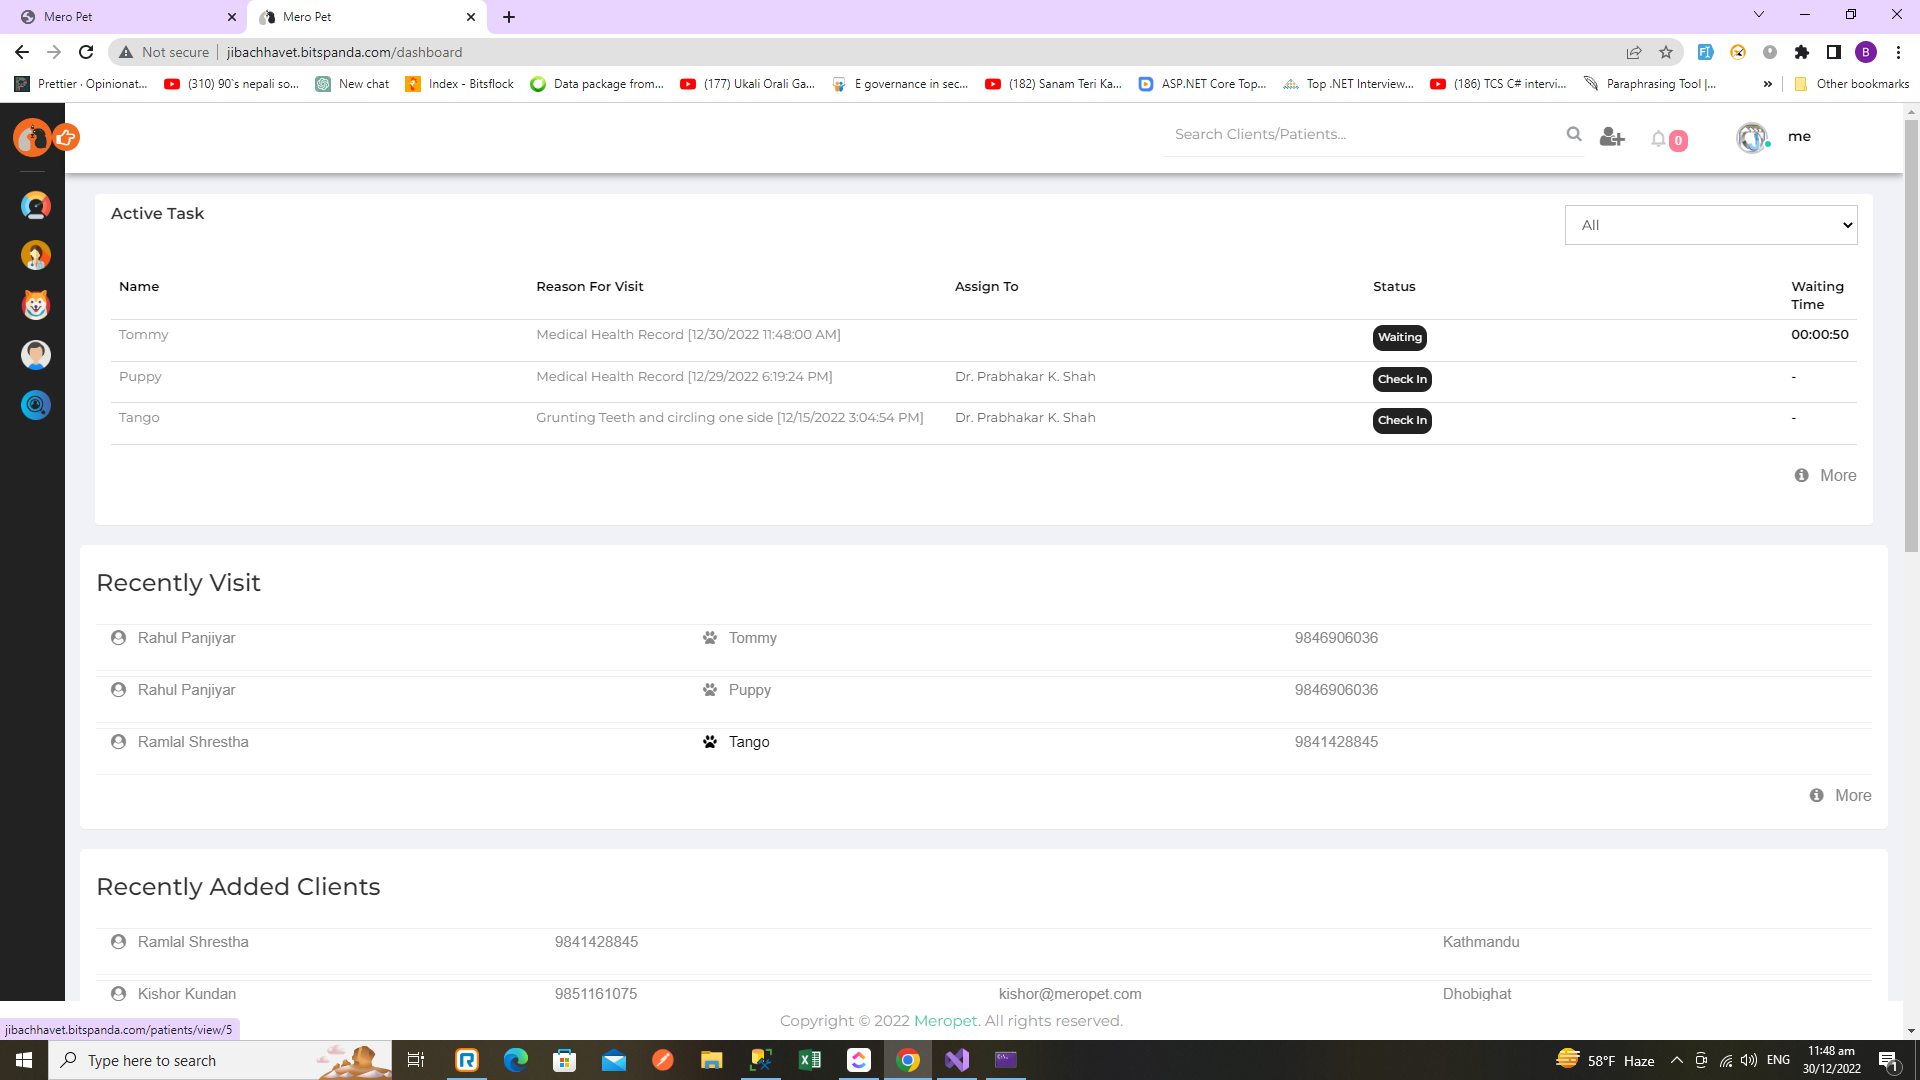 Mero Pet
Mero Pet
Not secure jibachhavet.bitspanda.com/dashboard
B
Prettier · Opinionat...
(310) 90`s nepali so...
New chat
Index - Bitsflock
Data package from...
(177) Ukali Orali Ga...
E governance in sec...
(182) Sanam Teri Ka...
ASP.NET Core Top...
Top .NET Interview...
(186) TCS C# intervi...
Paraphrasing Tool |...
»
Other bookmarks
Search Clients/Patients...
0
me
Active Task
All
Name Reason For Visit Assign To Status Waiting Time
Tommy Medical Health Record [12/30/2022 11:48:00 AM] Waiting 00:00:50
Puppy Medical Health Record [12/29/2022 6:19:24 PM] Dr. Prabhakar K. Shah Check In -
Tango Grunting Teeth and circling one side [12/15/2022 3:04:54 PM] Dr. Prabhakar K. Shah Check In -
More
Recently Visit
Rahul Panjiyar Tommy 9846906036
Rahul Panjiyar Puppy 9846906036
Ramlal Shrestha Tango 9841428845
More
Recently Added Clients
Ramlal Shrestha 9841428845 Kathmandu
Kishor Kundan 9851161075 kishor@meropet.com Dhobighat
Copyright © 2022 Meropet. All rights reserved.
jibachhavet.bitspanda.com/patients/view/5
Type here to search
58°F Haze
ENG
11:48 am
30/12/2022
1